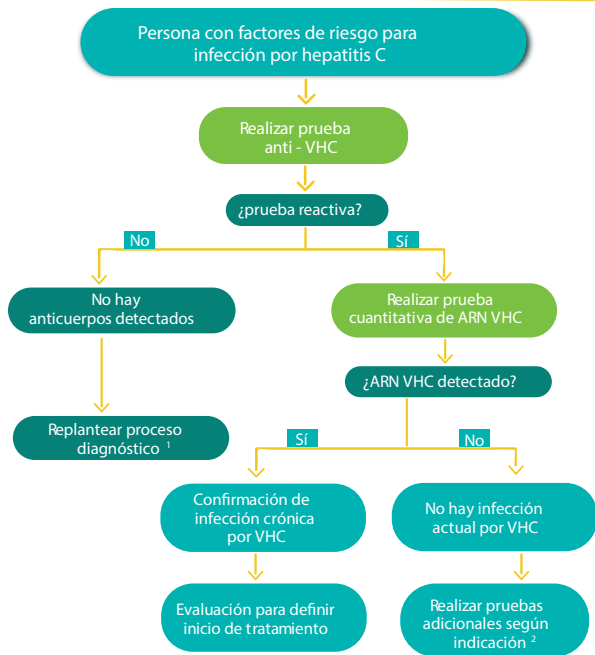 Persona con factores de riesgo para
infección por hepatitis C
Realizar prueba
anti - VHC
¿prueba reactiva?
No
Sí
No hay
anticuerpos detectados
Realizar prueba
cuantitativa de ARN VHC
¿ARN VHC detectado?
Replantear proceso
diagnóstico 1
Sí
No
Confirmación de
infección crónica
por VHC
No hay infección
actual por VHC
Evaluación para definir
inicio de tratamiento
Realizar pruebas
adicionales según
indicación 2